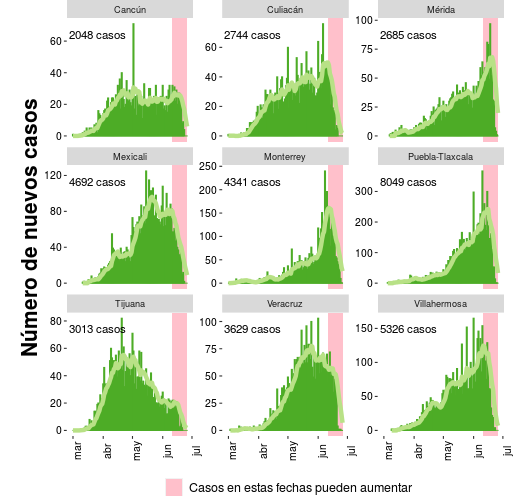 Número de nuevos casos
Cancún Culiacán Mérida
2048 casos 2744 casos 2685 casos
60 40 20 0
60 40 20 0
100 75 50 25 0
Mexicali Monterrey Puebla-Tlaxcala
4692 casos 4341 casos 8049 casos
120 80 40 0
250 200 150 100 50 0
300 200 100 0
Tijuana Veracruz Villahermosa
3013 casos 3629 casos 5326 casos
80 60 40 20 0
100 75 50 25 0
150 100 50 0
mar abr may jun jul
mar abr may jun jul
mar abr may jun jul
Casos en estas fechas pueden aumentar